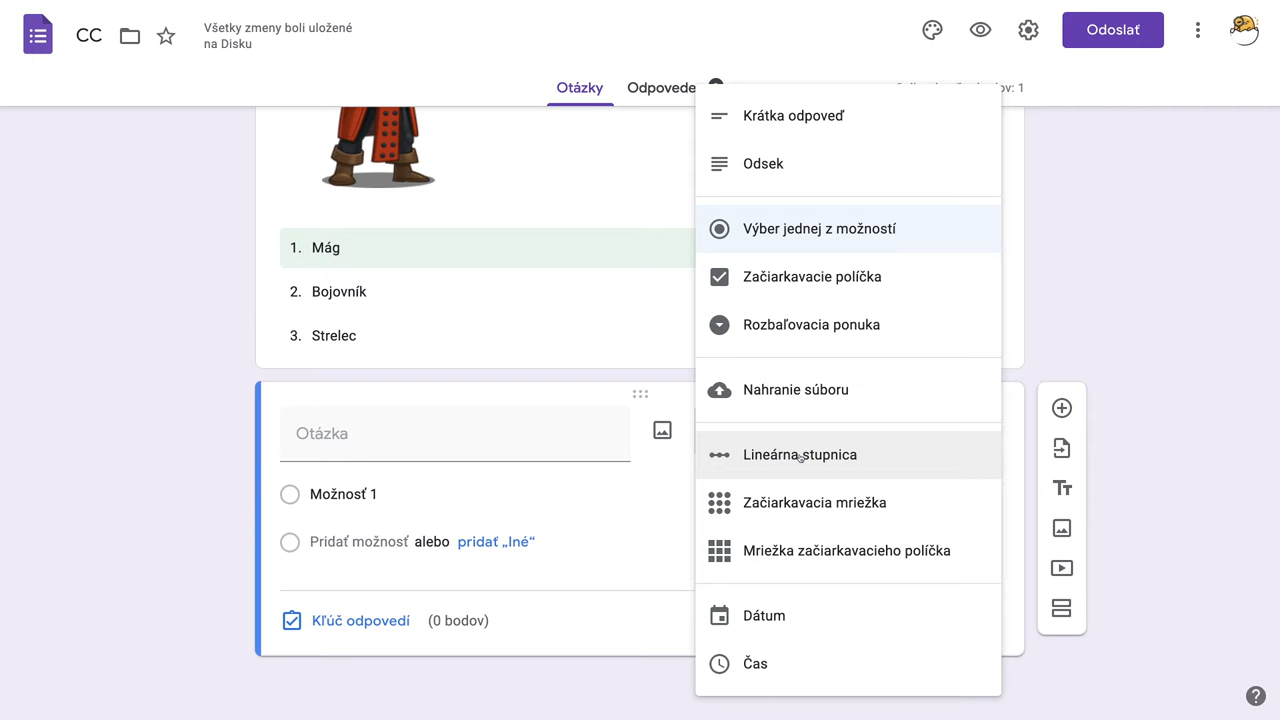 CC
Všetky zmeny boli uložené
na Disku
Odoslať
Otázky
Odpovede
1. Mág
2. Bojovník
3. Strelec
Krátka odpoveď
Odsek
Výber jednej z možností
Začiarkavacie políčka
Rozbaľovacia ponuka
Nahranie súboru
Lineárna stupnica
Začiarkavacia mriežka
Mriežka začiarkavacieho políčka
Dátum
Čas
Otázka
Možnosť 1
Pridať možnosť alebo pridať „Iné“
Kľúč odpovedí (0 bodov)